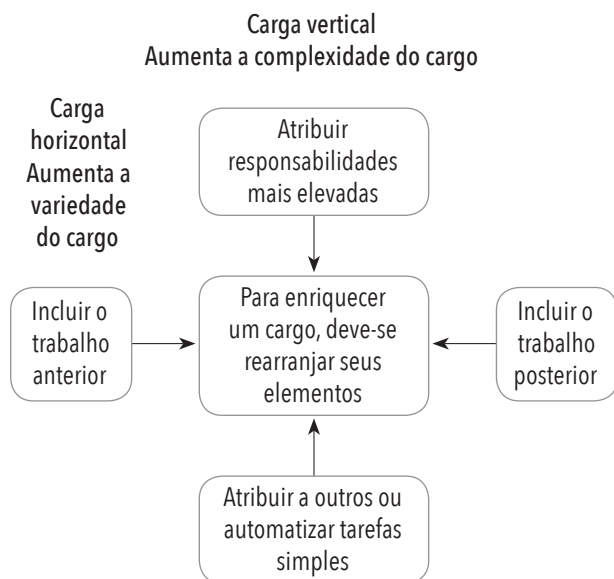 Carga vertical
Aumenta a complexidade do cargo
Carga
horizontal
Aumenta a
variedade
do cargo
Atribuir
responsabilidades
mais elevadas
Incluir o
trabalho
anterior
Para enriquecer
um cargo, deve-se
rearranjar seus
elementos
Incluir o
trabalho
posterior
Atribuir a outros ou
automatizar tarefas
simples